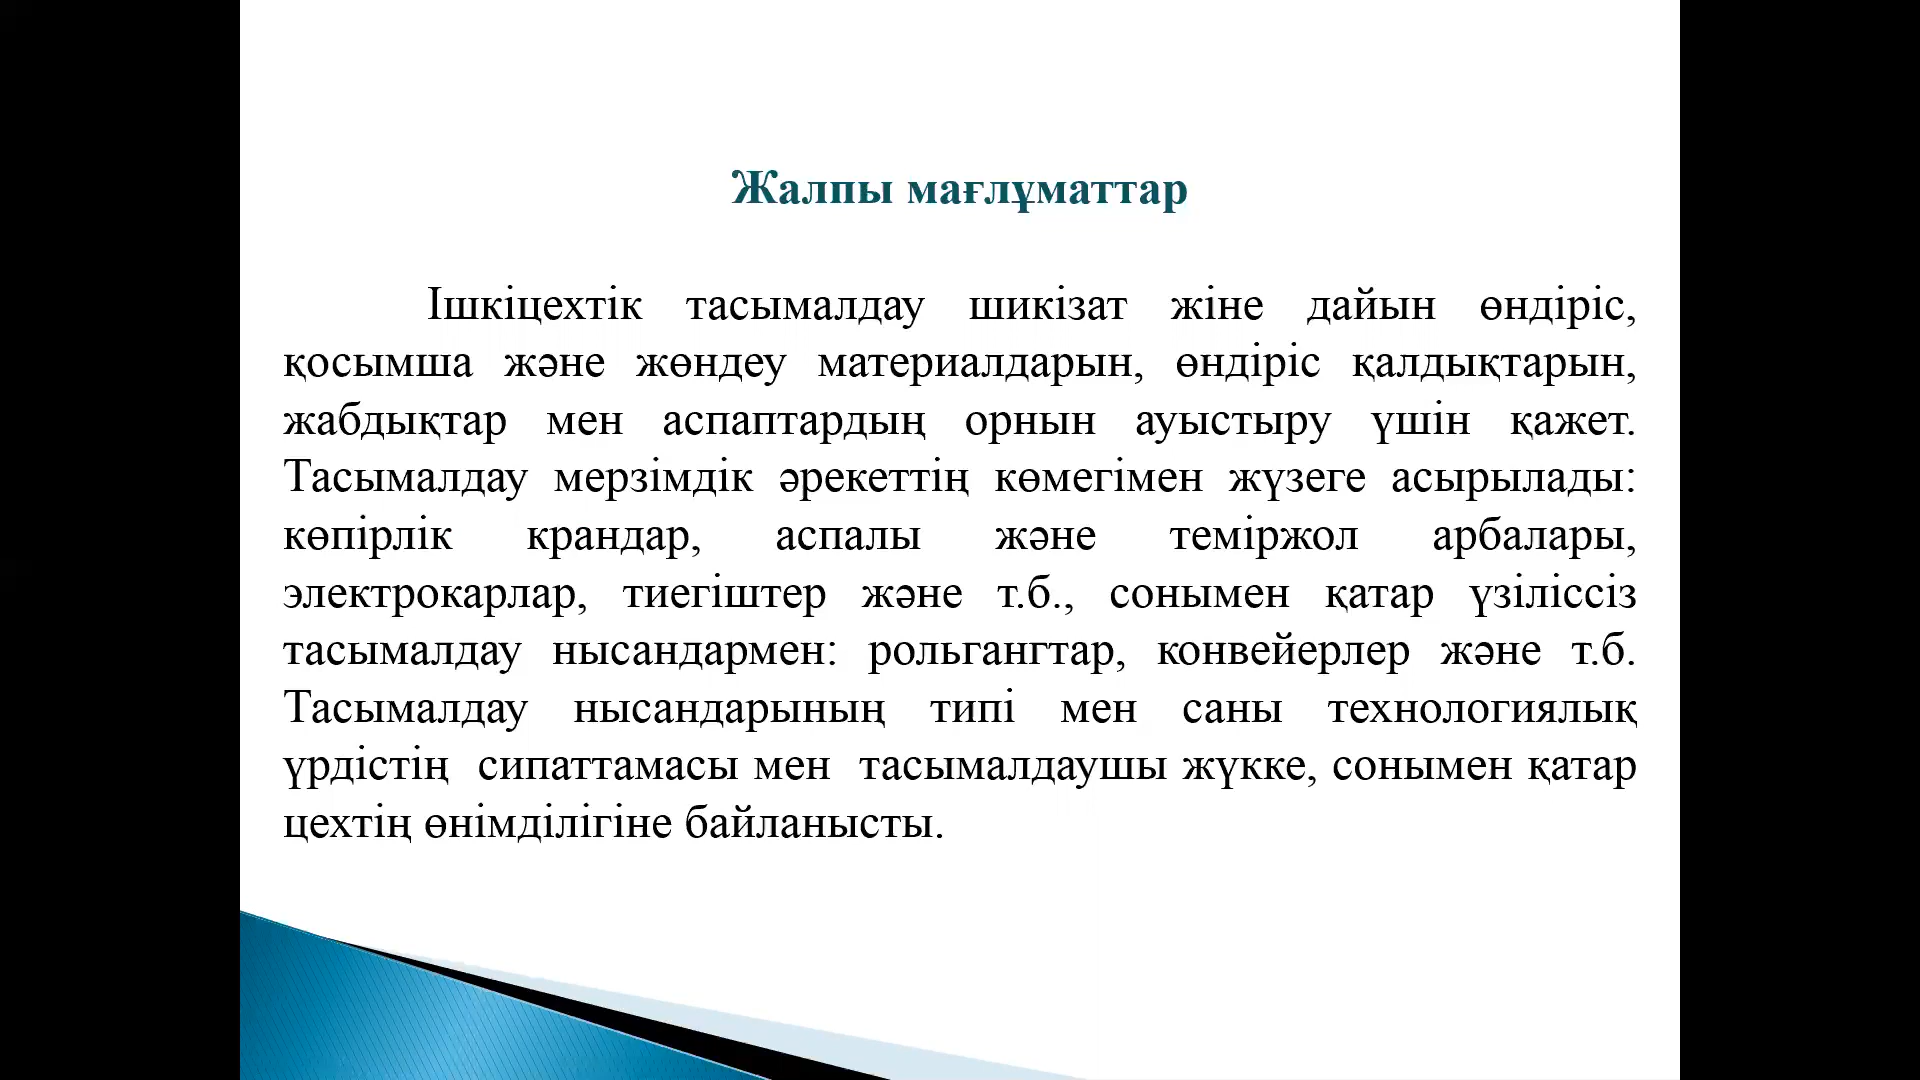 Жалпы мағлұматтар
Ішкіцехтік тасымалдау шикізат жіне дайын өндіріс,
қосымша және жөндеу материалдарын, өндіріс қалдықтарын,
жабдықтар мен аспаптардың орнын ауыстыру үшін қажет.
Тасымалдау мерзімдік әрекеттің көмегімен жүзеге асырылады:
көпірлік крандар, аспалы және теміржол арбалары,
электрокарлар, тиегіштер және т.б., сонымен қатар үзіліссіз
тасымалдау нысандармен: рольгангтар, конвейерлер және т.б.
Тасымалдау нысандарының типі мен саны технологиялық
үрдістің сипаттамасы мен тасымалдаушы жүкке, сонымен қатар
цехтің өнімділігіне байланысты.